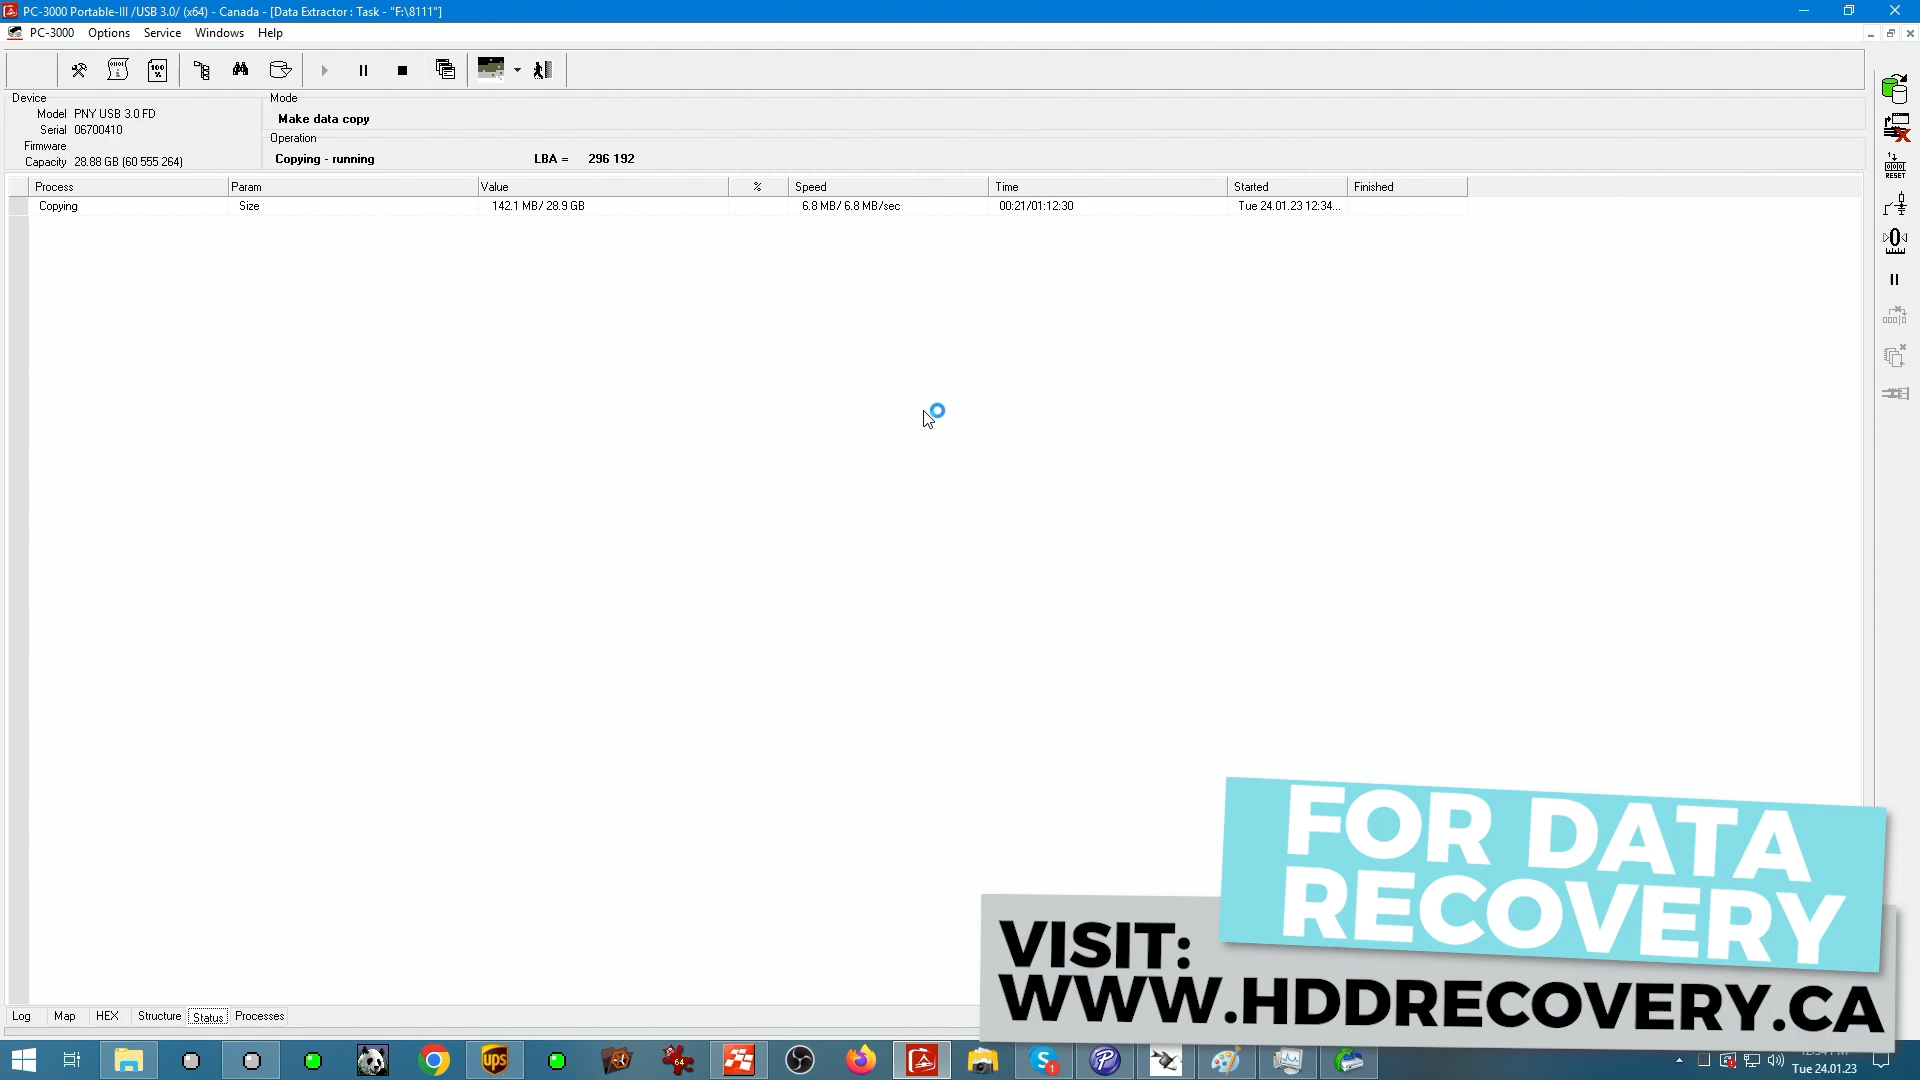 PC-3000 Portable-III /USB 3.0/ (x64) - Canada - [Data Extractor : Task - "F:\8111"]
PC-3000 Options Service Windows Help
Device
Model PNY USB 3.0 FD
Serial 06700410
Firmware
Capacity 28.88 GB (60 555 264)
Mode
Make data copy
Operation
Copying - running LBA = 296 192
Process Param Value % Speed Time Started Finished
Copying Size 142.1 MB/ 28.9 GB 6.8 MB/ 6.8 MB/sec 00:21/01:12:30 Tue 24.01.23 12:34...
RESET
FOR DATA
RECOVERY
VISIT:
WWW.HDDRECOVERY.CA
Log Map HEX Structure Status Processes
ups
64
1
Tue 24.01.23